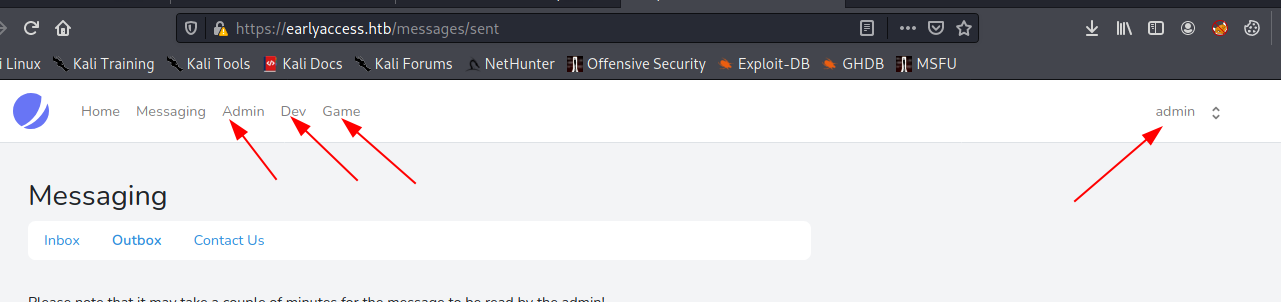 https://earlyaccess.htb/messages/sent
i Linux Kali Training Kali Tools Kali Docs Kali Forums NetHunter Offensive Security Exploit-DB GHDB MSFU
Home Messaging Admin Dev Game admin
Messaging
Inbox Outbox Contact Us
Please note that it may take a couple of minutes for the message to be read by the admin!